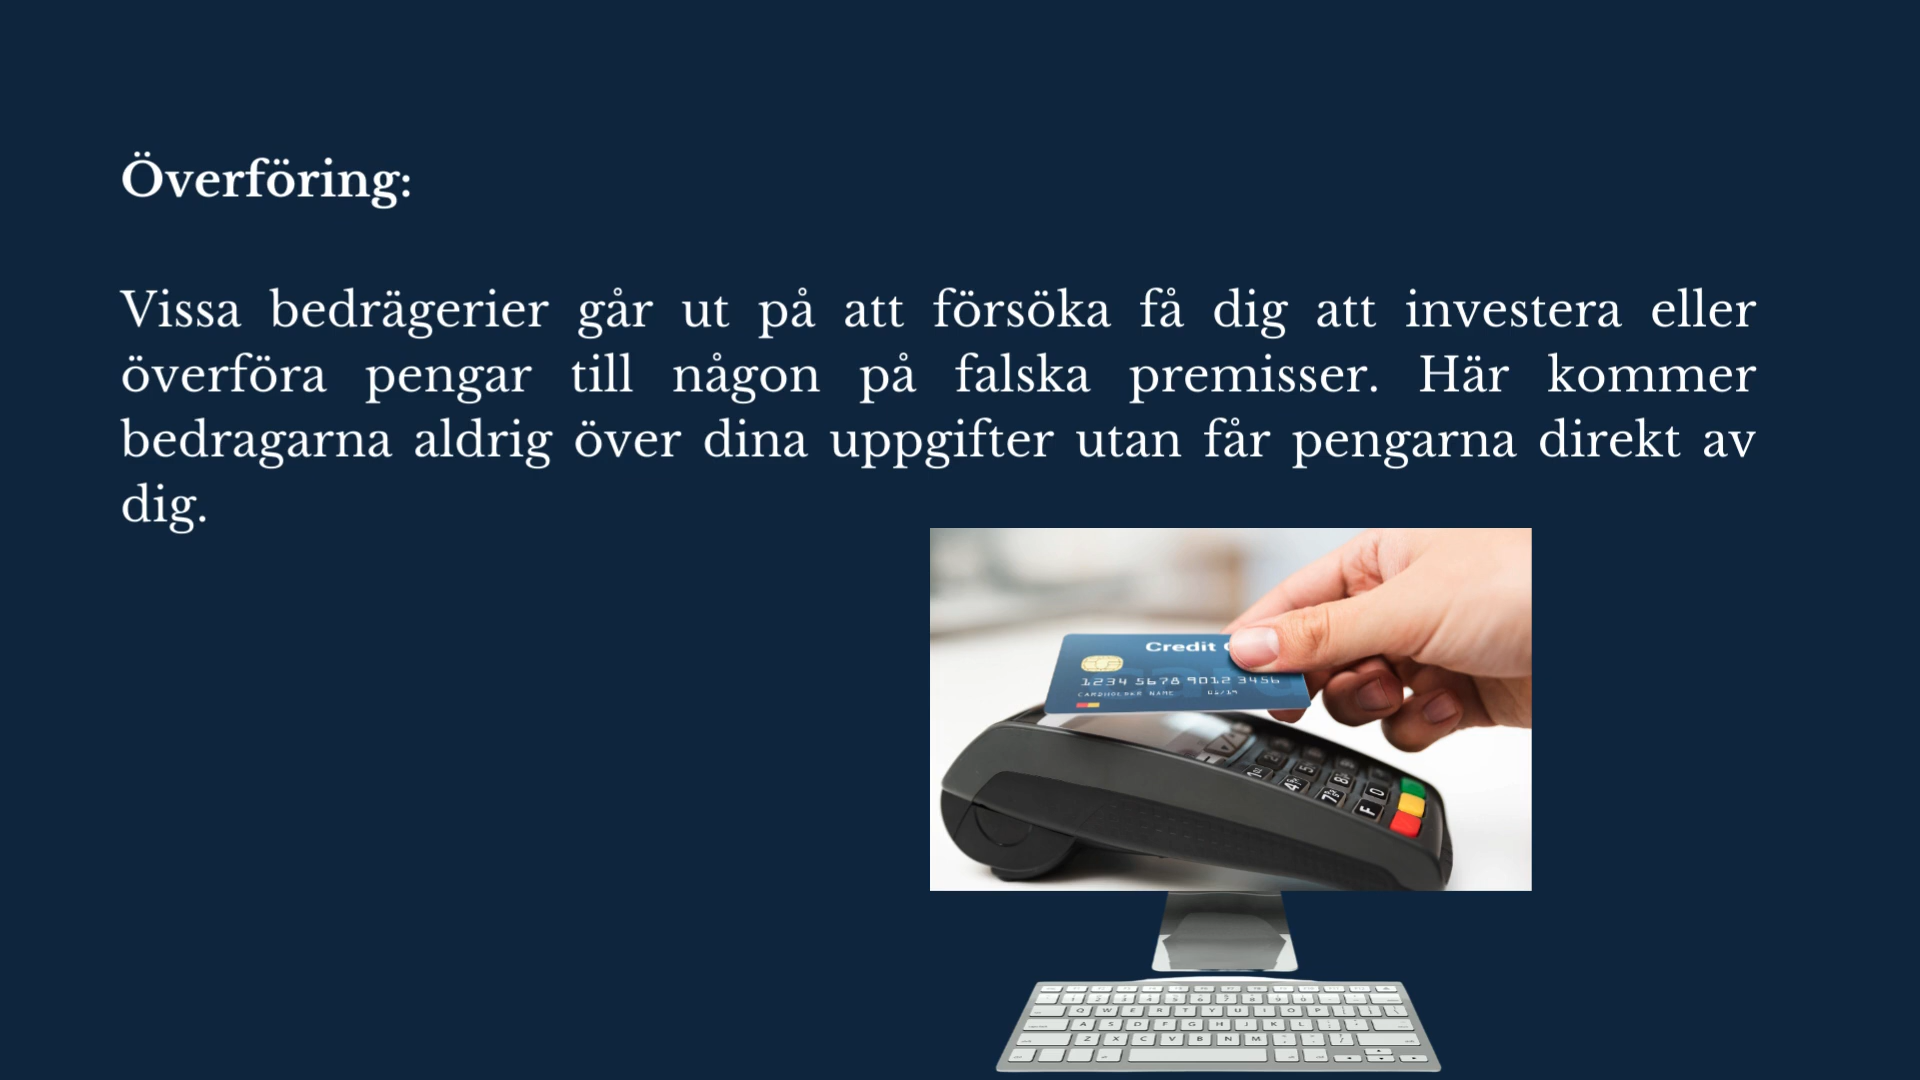 Överföring:
Vissa bedrägerier går ut på att försöka få dig att investera eller
överföra pengar till någon på falska premisser. Här kommer
bedragarna aldrig över dina uppgifter utan får pengarna direkt av
dig.
Credit
1234 5678 9012 3456
CARDHOLDER NAME
Q W E R T Y U I O P
A S D F G H J K L
Z X C V B N M